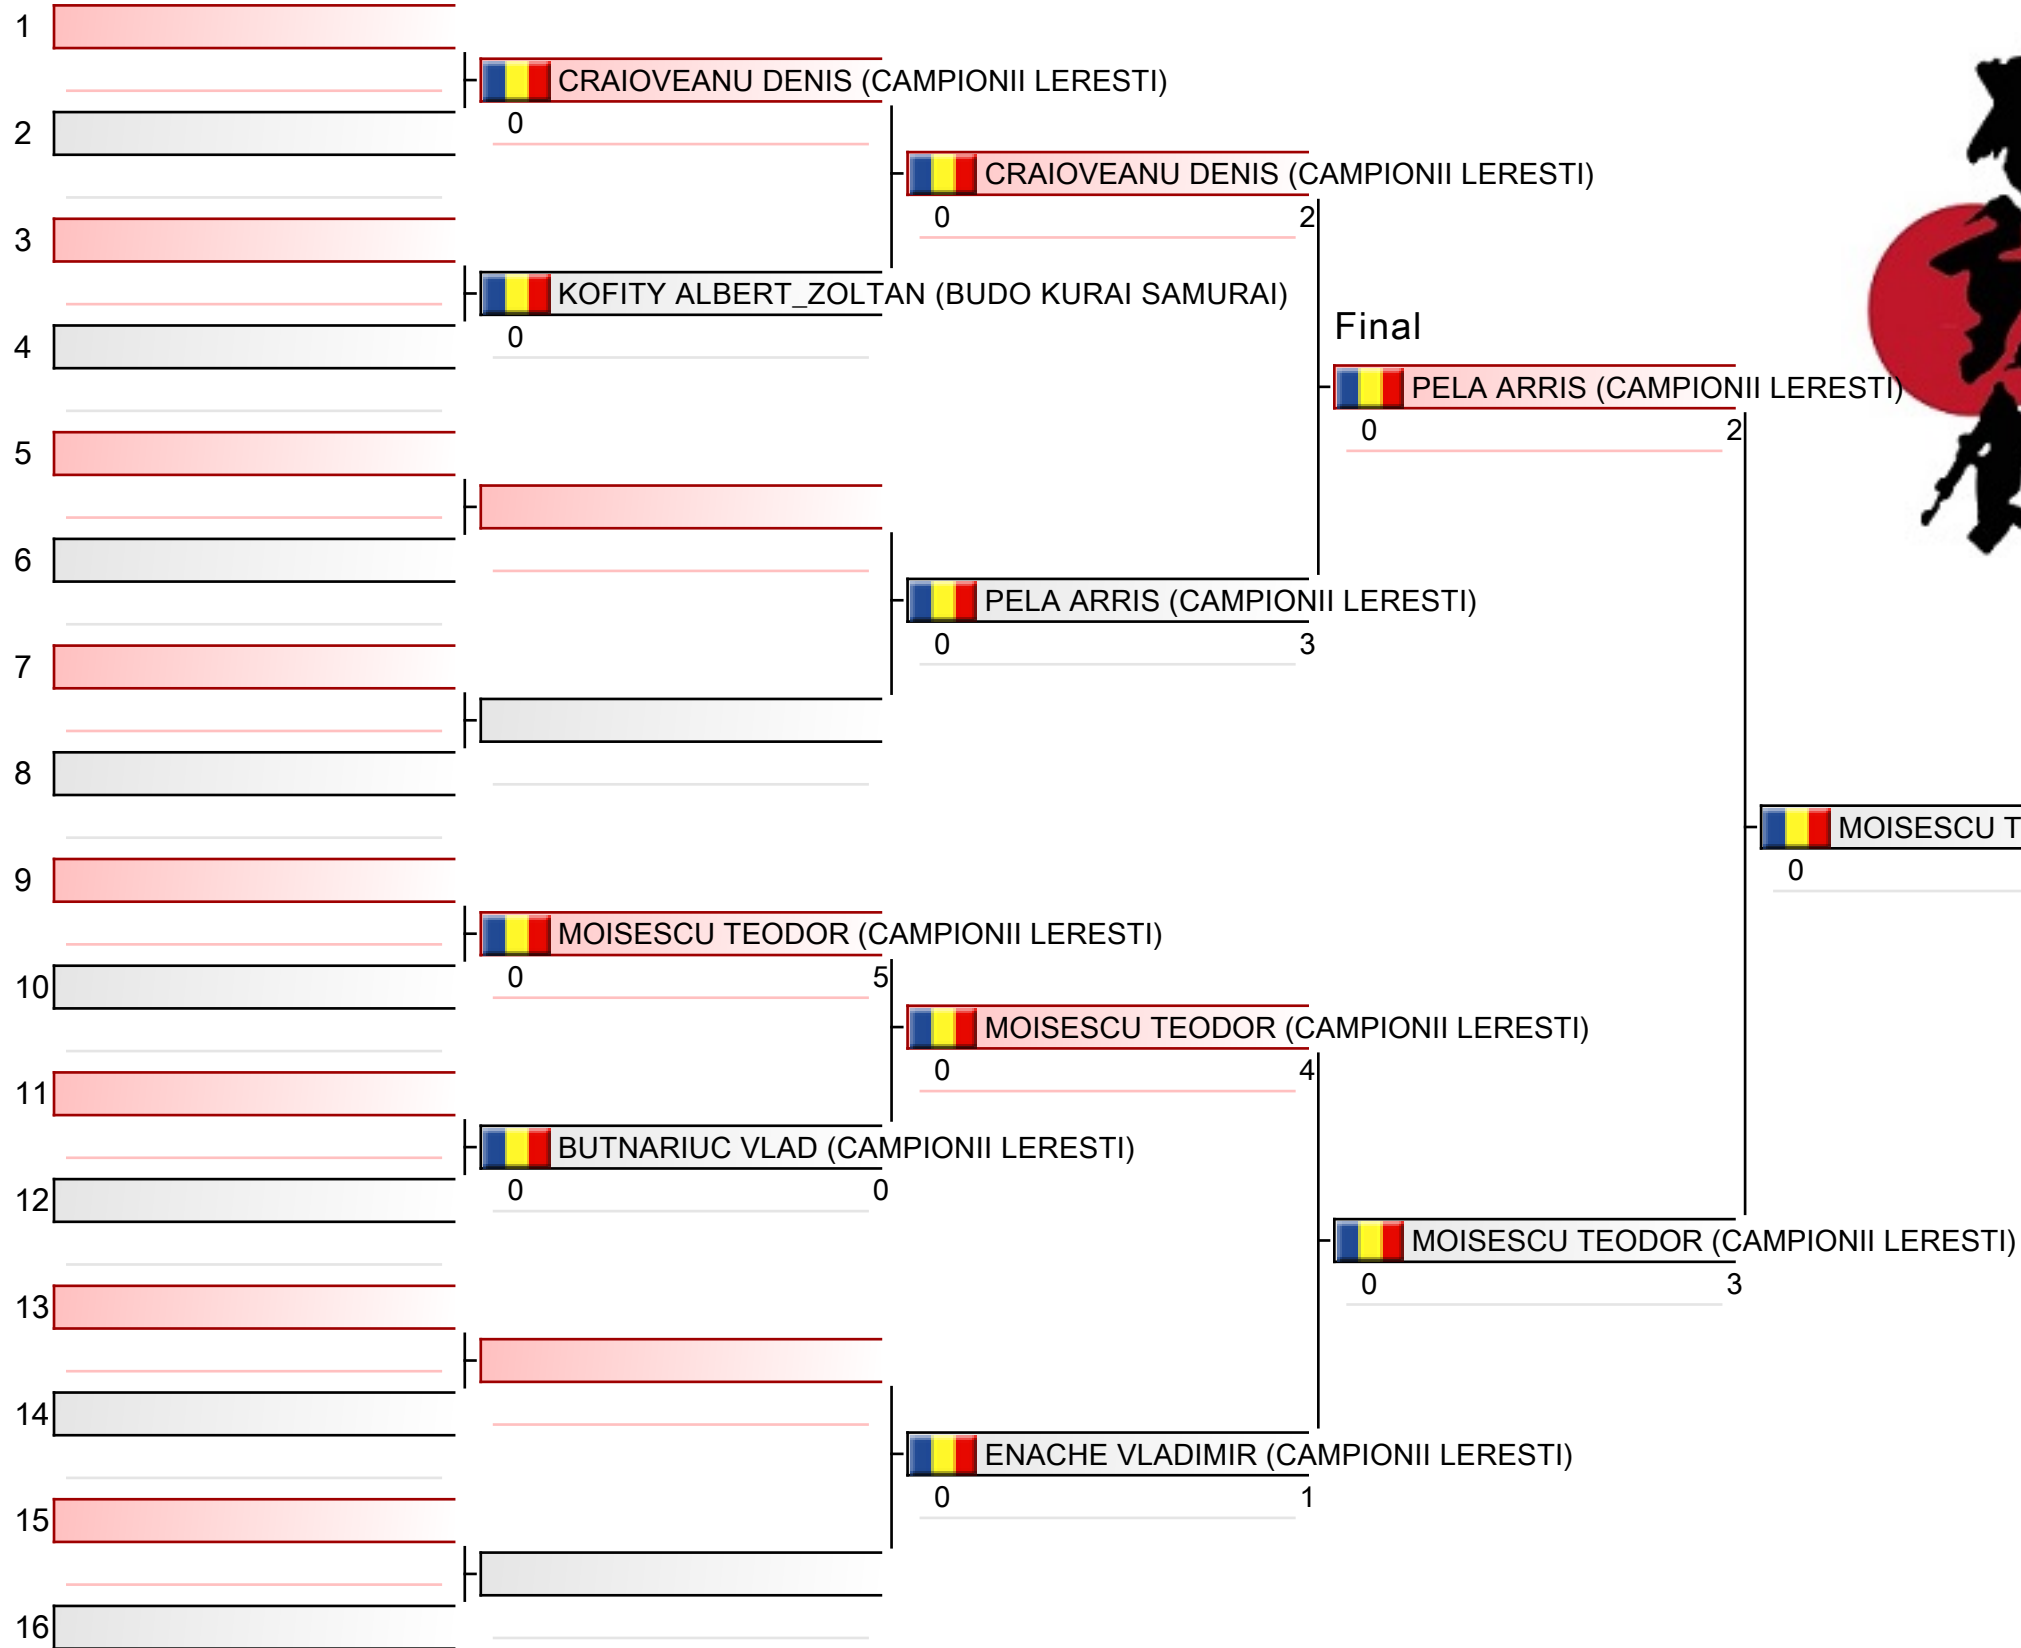 1
CRAIOVEANU DENIS (CAMPIONII LERESTI)
0
2
CRAIOVEANU DENIS (CAMPIONII LERESTI)
0 2
3
KOFITY ALBERT_ZOLTAN (BUDO KURAI SAMURAI)
0
4
Final
PELA ARRIS (CAMPIONII LERESTI)
0 2
5
6
PELA ARRIS (CAMPIONII LERESTI)
0 3
7
8
MOISESCU T
0
9
MOISESCU TEODOR (CAMPIONII LERESTI)
0 5
10
MOISESCU TEODOR (CAMPIONII LERESTI)
0 4
11
BUTNARIUC VLAD (CAMPIONII LERESTI)
0 0
12
MOISESCU TEODOR (CAMPIONII LERESTI)
0 3
13
14
ENACHE VLADIMIR (CAMPIONII LERESTI)
0 1
15
16